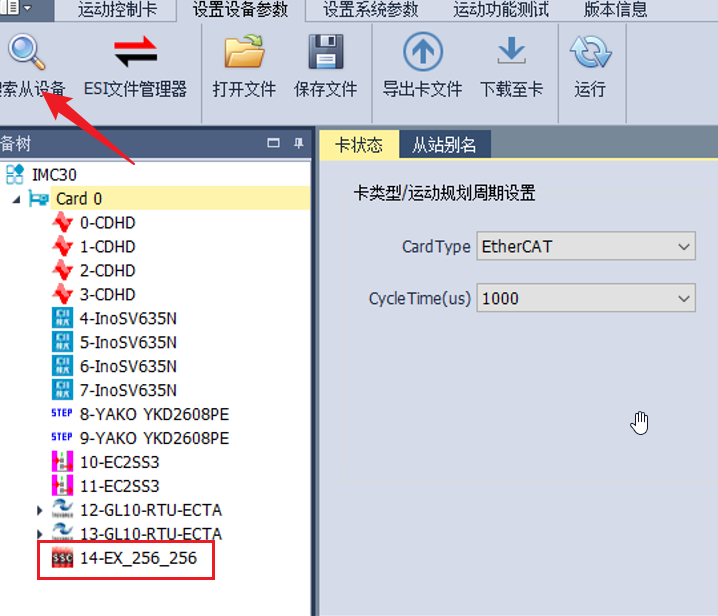 运动控制卡 设置设备参数 设置系统参数 运动功能测试 版本信息
索从设备 ESI文件管理器 打开文件 保存文件 导出卡文件 下载至卡 运行
备树 卡状态 从站别名
IMC30
Card 0
卡类型/运动规划周期设置
0-CDHD
1-CDHD
CardType EtherCAT
2-CDHD
3-CDHD
CycleTime(us) 1000
4-InoSV635N
5-InoSV635N
6-InoSV635N
7-InoSV635N
STEP 8-YAKO YKD2608PE
STEP 9-YAKO YKD2608PE
10-EC2SS3
11-EC2SS3
12-GL10-RTU-ECTA
13-GL10-RTU-ECTA
SSC 14-EX_256_256